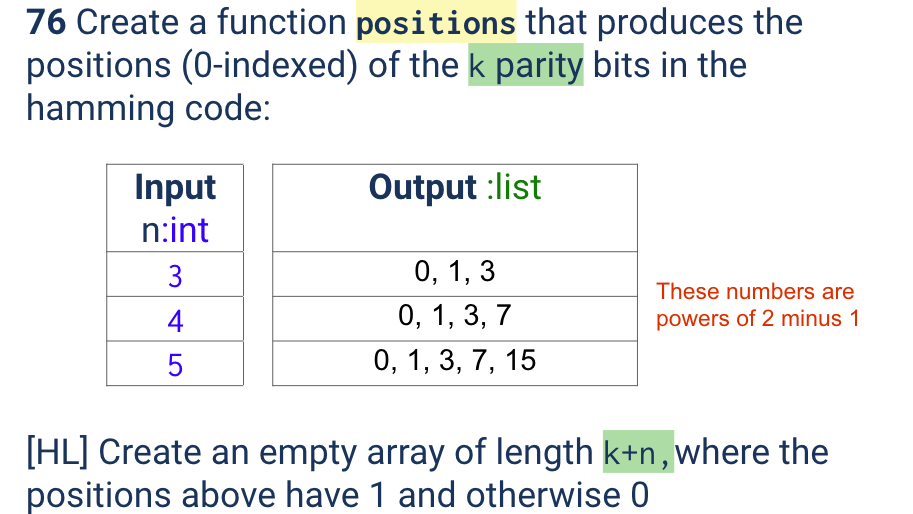 76 Create a function positions that produces the
positions (0-indexed) of the k parity bits in the
hamming code:
Input
n:int
Output :list
3
0, 1, 3
4
0, 1, 3, 7
5
0, 1, 3, 7, 15
These numbers are
powers of 2 minus 1
[HL] Create an empty array of length k+n, where the
positions above have 1 and otherwise 0